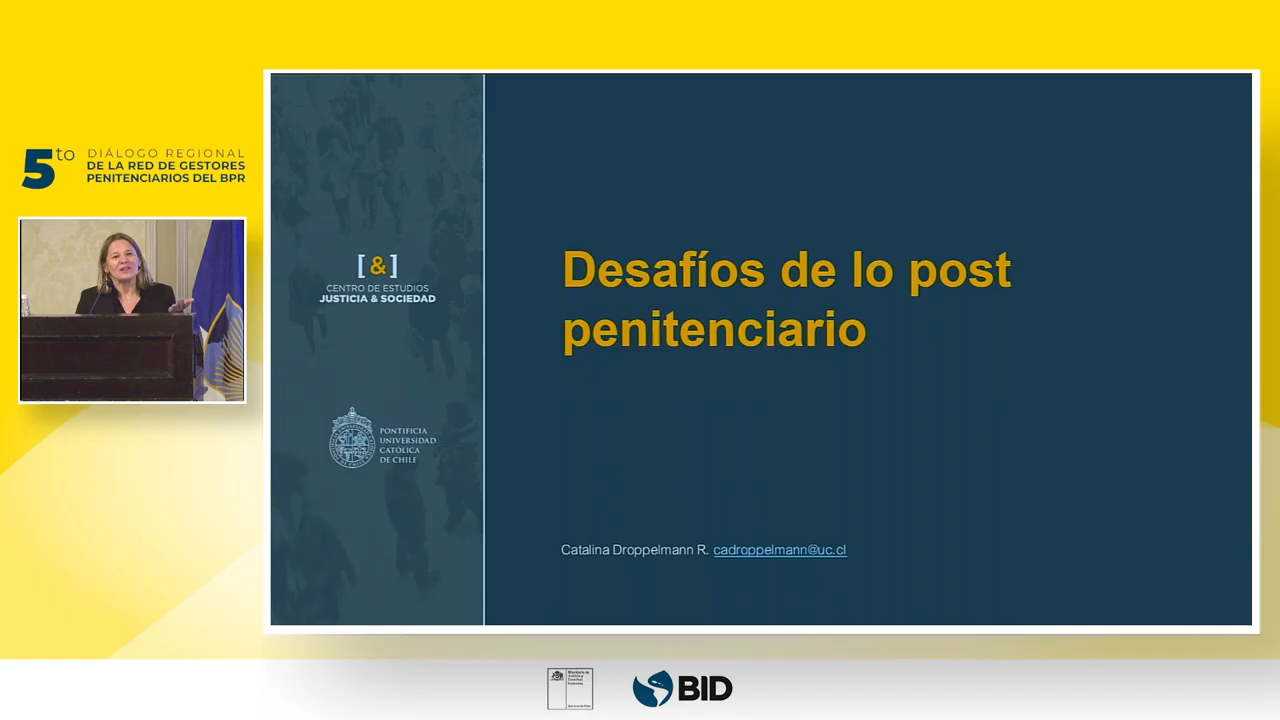 5to
DIÁLOGO REGIONAL
DE LA RED DE GESTORES
PENITENCIARIOS DEL BPR
[&]
CENTRO DE ESTUDIOS
JUSTICIA & SOCIEDAD
PONTIFICIA
UNIVERSIDAD
CATÓLICA
DE CHILE
Desafíos de lo post
penitenciario
Catalina Droppelmann R. cadroppelmann@uc.cl
BID